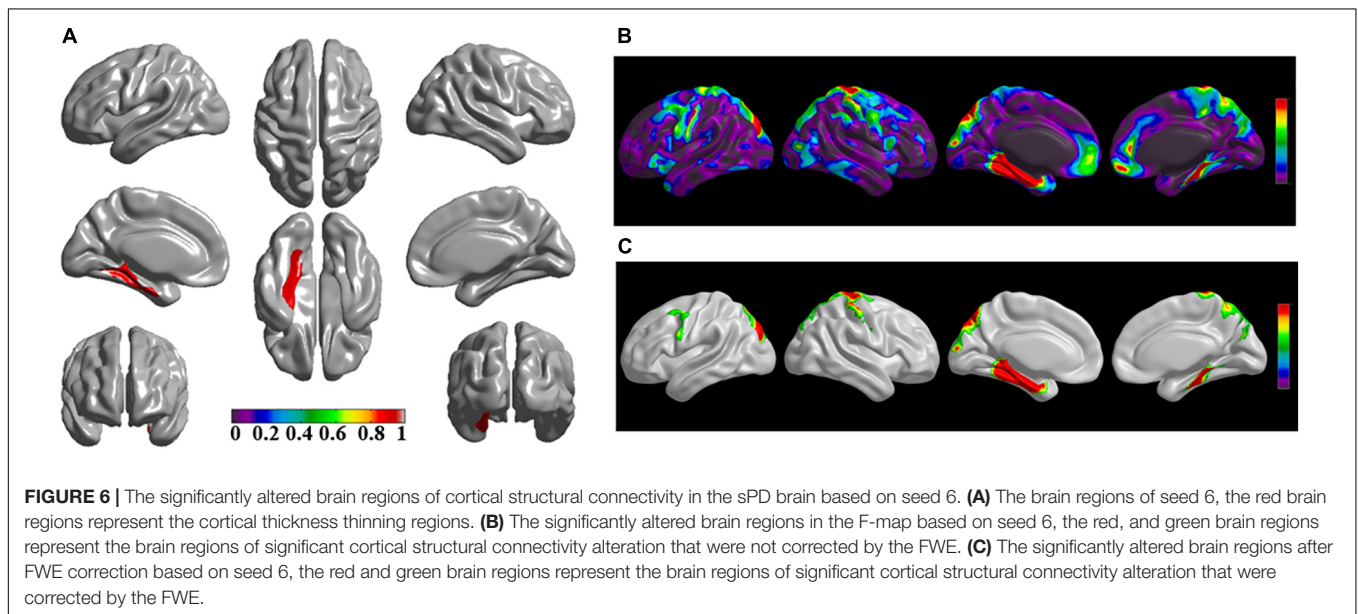 A
B
C
0 0.2 0.4 0.6 0.8 1
FIGURE 6 | The significantly altered brain regions of cortical structural connectivity in the sPD brain based on seed 6. (A) The brain regions of seed 6, the red brain
regions represent the cortical thickness thinning regions. (B) The significantly altered brain regions in the F-map based on seed 6, the red, and green brain regions
represent the brain regions of significant cortical structural connectivity alteration that were not corrected by the FWE. (C) The significantly altered brain regions after
FWE correction based on seed 6, the red and green brain regions represent the brain regions of significant cortical structural connectivity alteration that were
corrected by the FWE.